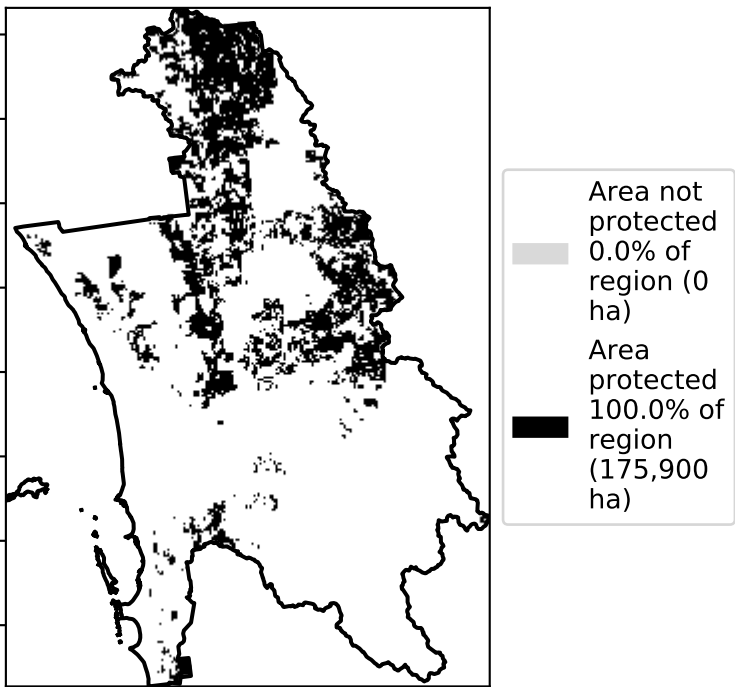 Area not
protected
0.0% of
region (0
ha)
Area
protected
100.0% of
region
(175,900
ha)